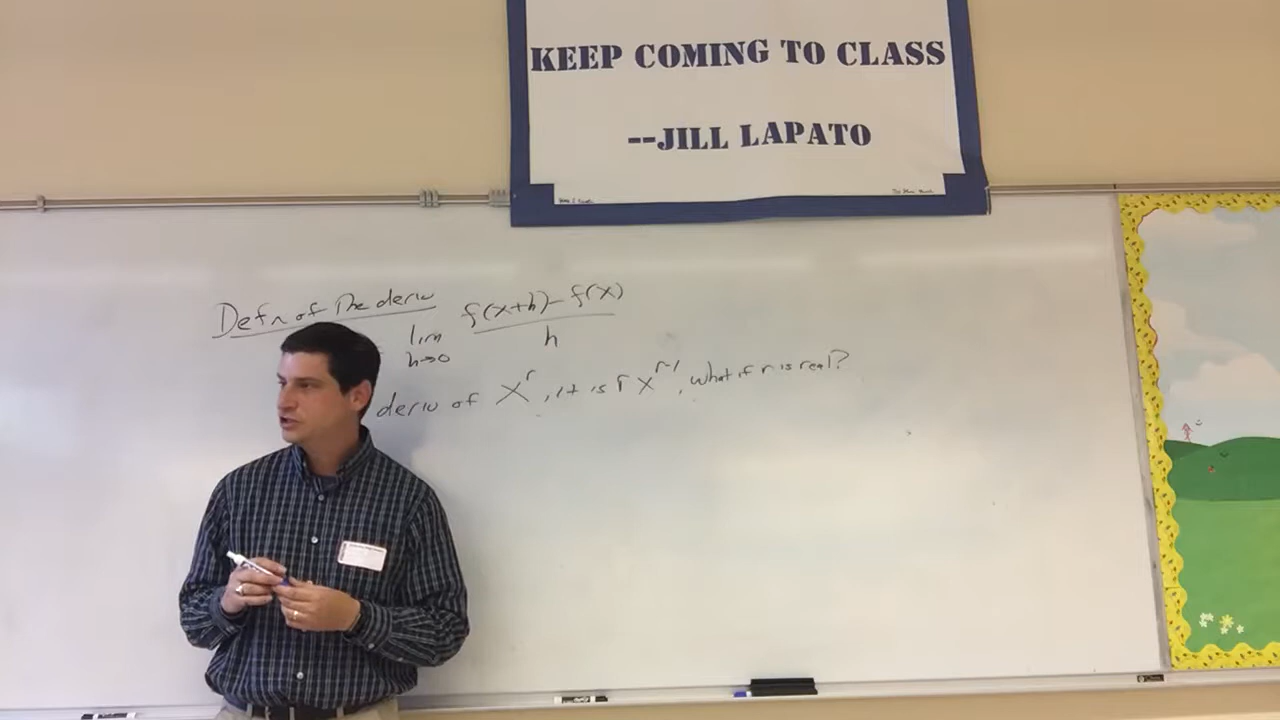 KEEP COMING TO CLASS
--JILL LAPATO
Defn of The deriv
lim f(x+h)-f(x)
h→0 h
deriv of x^r, it is r x^r-1, what if r is real?